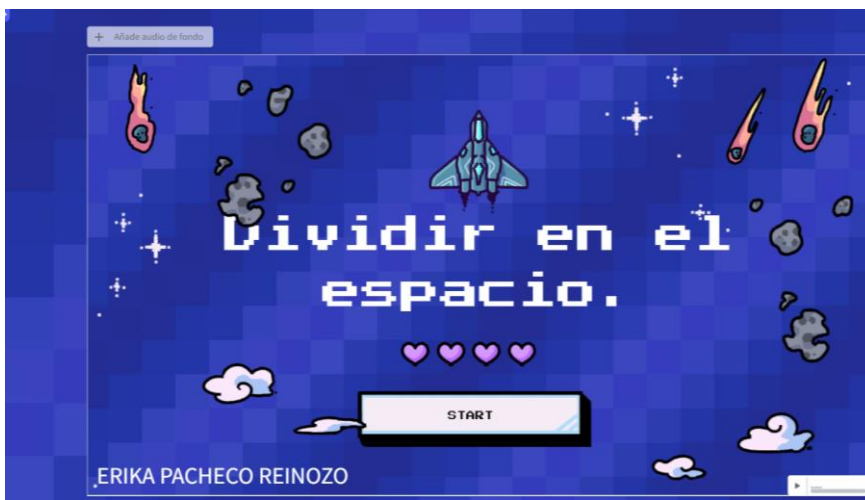 + Añade audio de fondo
Dividir en el
espacio.
START
ERIKA PACHECO REINOZO